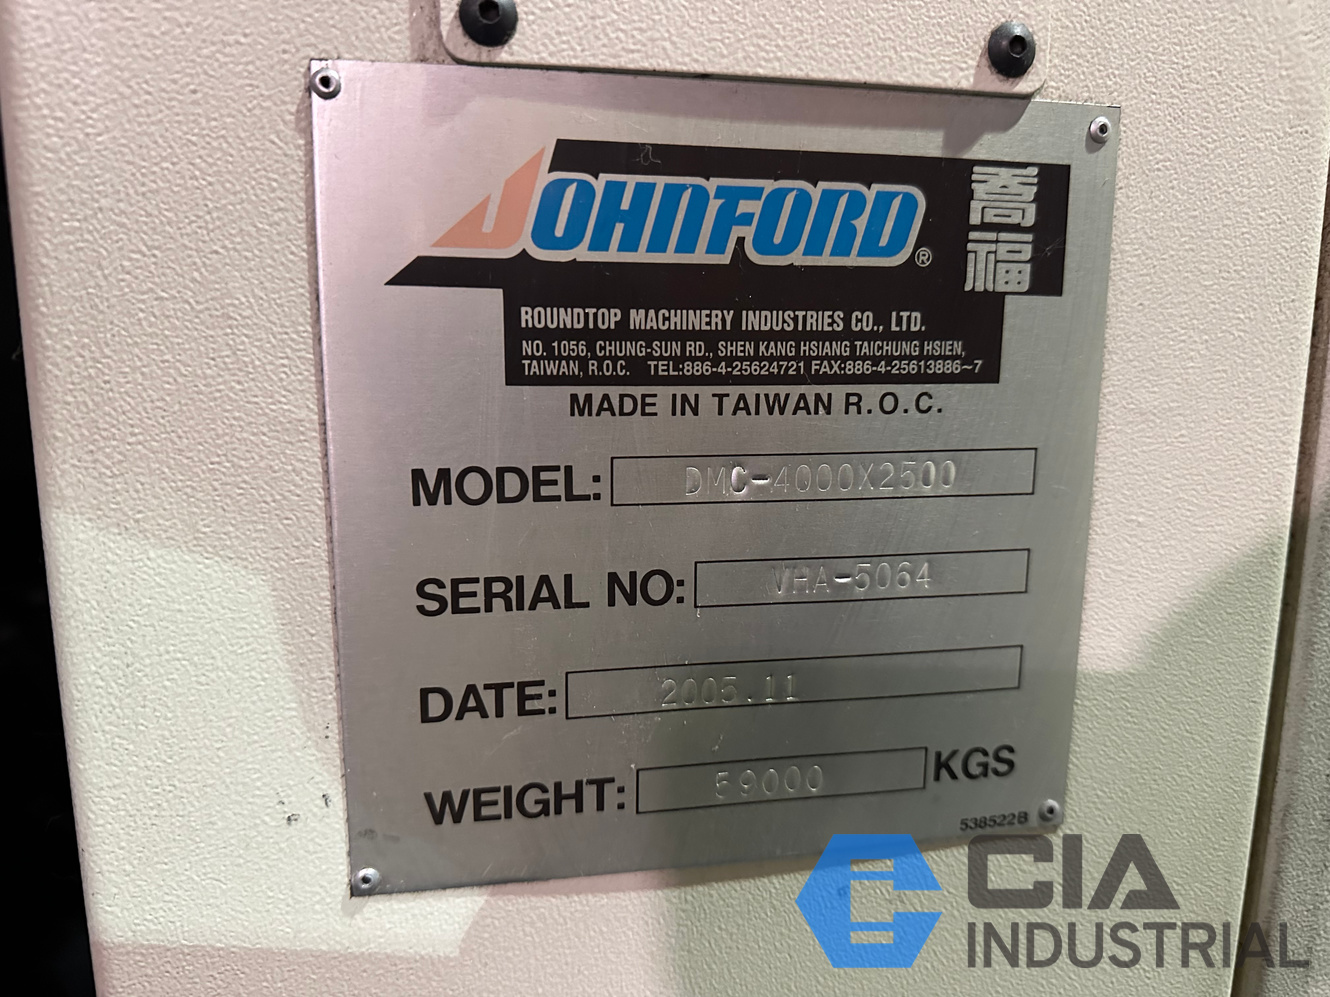 JOHNFORD®
喬福
ROUNDTOP MACHINERY INDUSTRIES CO., LTD.
NO. 1056, CHUNG-SUN RD., SHEN KANG HSIANG TAICHUNG HSIEN,
TAIWAN, R.O.C. TEL:886-4-25624721 FAX:886-4-25613886~7
MADE IN TAIWAN R.O.C.
MODEL: DMC-4000X2500
SERIAL NO: VHA-5064
DATE: 2005.11
WEIGHT: 59000 KGS
538522B
CIA
INDUSTRIAL